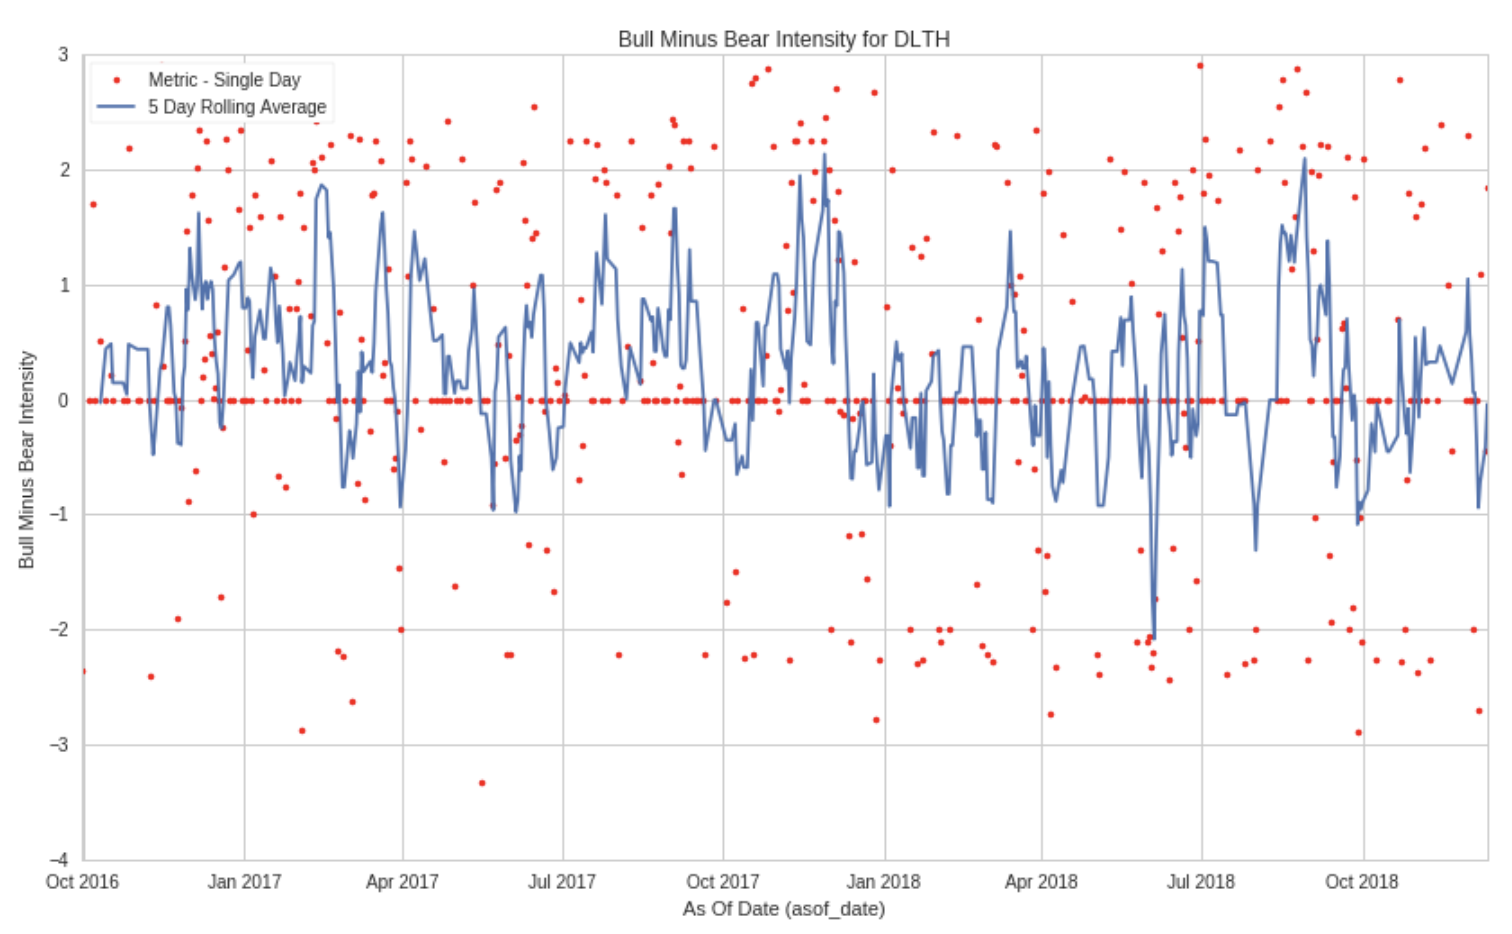 Bull Minus Bear Intensity for DLTH
Metric - Single Day
5 Day Rolling Average
Bull Minus Bear Intensity
3
2
1
0
−1
−2
−3
−4
Oct 2016
Jan 2017
Apr 2017
Jul 2017
Oct 2017
Jan 2018
Apr 2018
Jul 2018
Oct 2018
As Of Date (asof_date)